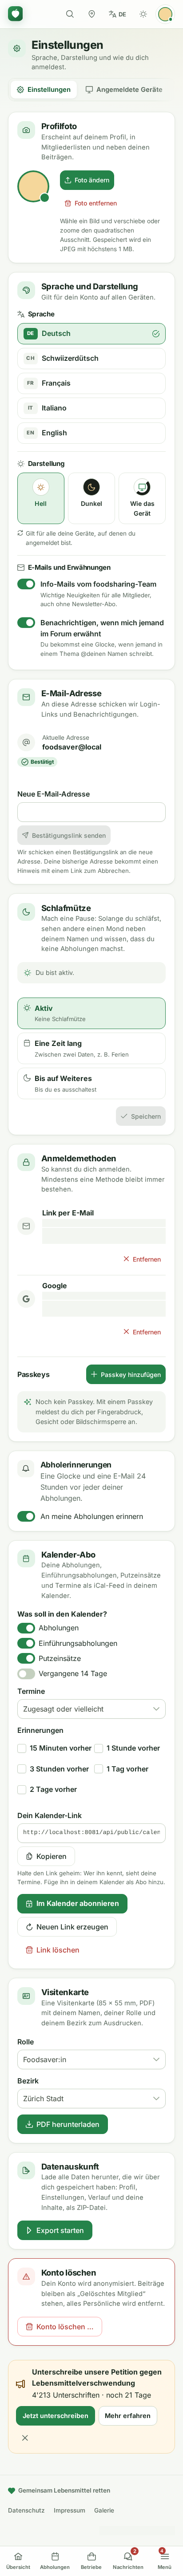 DE
Einstellungen
Sprache, Darstellung und wie du dich
anmeldest.
Einstellungen
Angemeldete Geräte
Profilfoto
Erscheint auf deinem Profil, in
Mitgliederlisten und neben deinen
Beiträgen.
Foto ändern
Foto entfernen
Wähle ein Bild und verschiebe oder
zoome den quadratischen
Ausschnitt. Gespeichert wird ein
JPEG mit höchstens 1 MB.
Sprache und Darstellung
Gilt für dein Konto auf allen Geräten.
Sprache
DE Deutsch
CH Schwiizerdütsch
FR Français
IT Italiano
EN English
Darstellung
Hell
Dunkel
Wie das
Gerät
Gilt für alle deine Geräte, auf denen du
angemeldet bist.
E-Mails und Erwähnungen
Info-Mails vom foodsharing-Team
Wichtige Neuigkeiten für alle Mitglieder,
auch ohne Newsletter-Abo.
Benachrichtigen, wenn mich jemand
im Forum erwähnt
Du bekommst eine Glocke, wenn jemand in
einem Thema @deinen Namen schreibt.
E-Mail-Adresse
An diese Adresse schicken wir Login-
Links und Benachrichtigungen.
Aktuelle Adresse
foodsaver@local
Bestätigt
Neue E-Mail-Adresse
Bestätigungslink senden
Wir schicken einen Bestätigungslink an die neue
Adresse. Deine bisherige Adresse bekommt einen
Hinweis mit einem Link zum Abbrechen.
Schlafmütze
Mach eine Pause: Solange du schläfst,
sehen andere einen Mond neben
deinem Namen und wissen, dass du
keine Abholungen machst.
Du bist aktiv.
Aktiv
Keine Schlafmütze
Eine Zeit lang
Zwischen zwei Daten, z. B. Ferien
Bis auf Weiteres
Bis du es ausschaltest
Speichern
Anmeldemethoden
So kannst du dich anmelden.
Mindestens eine Methode bleibt immer
bestehen.
Link per E-Mail
Entfernen
Google
Entfernen
Passkeys
Passkey hinzufügen
Noch kein Passkey. Mit einem Passkey
meldest du dich per Fingerabdruck,
Gesicht oder Bildschirmsperre an.
Abholerinnerungen
Eine Glocke und eine E-Mail 24
Stunden vor jeder deiner
Abholungen.
An meine Abholungen erinnern
Kalender-Abo
Deine Abholungen,
Einführungsabholungen, Putzeinsätze
und Termine als iCal-Feed in deinem
Kalender.
Was soll in den Kalender?
Abholungen
Einführungsabholungen
Putzeinsätze
Vergangene 14 Tage
Termine
Zugesagt oder vielleicht
Erinnerungen
15 Minuten vorher
1 Stunde vorher
3 Stunden vorher
1 Tag vorher
2 Tage vorher
Dein Kalender-Link
http://localhost:8001/api/public/calen
Kopieren
Halte den Link geheim: Wer ihn kennt, sieht deine
Termine. Füge ihn in deinem Kalender als Abo hinzu.
Im Kalender abonnieren
Neuen Link erzeugen
Link löschen
Visitenkarte
Eine Visitenkarte (85 × 55 mm, PDF)
mit deinem Namen, deiner Rolle und
deinem Bezirk zum Ausdrucken.
Rolle
Foodsaver:in
Bezirk
Zürich Stadt
PDF herunterladen
Datenauskunft
Lade alle Daten herunter, die wir über
dich gespeichert haben: Profil,
Einstellungen, Verlauf und deine
Inhalte, als ZIP-Datei.
Export starten
Konto löschen
Dein Konto wird anonymisiert. Beiträge
bleiben als „Gelöschtes Mitglied“
stehen, alles Persönliche wird entfernt.
Konto löschen ...
Unterschreibe unsere Petition gegen
Lebensmittelverschwendung
4'213 Unterschriften · noch 21 Tage
Jetzt unterschreiben
Mehr erfahren
Gemeinsam Lebensmittel retten
Datenschutz
Impressum
Galerie
Übersicht
Abholungen
Betriebe
2
Nachrichten
4
Menü